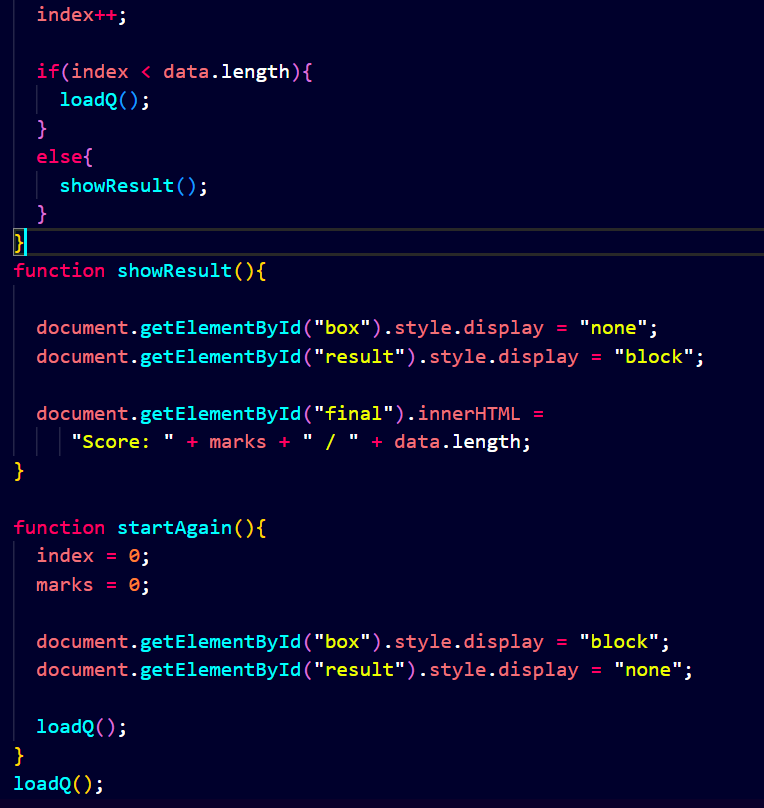 index++;
if(index < data.length){
loadQ();
}
else{
showResult();
}
}
function showResult(){
document.getElementById("box").style.display = "none";
document.getElementById("result").style.display = "block";
document.getElementById("final").innerHTML =
"Score: " + marks + " / " + data.length;
}
function startAgain(){
index = 0;
marks = 0;
document.getElementById("box").style.display = "block";
document.getElementById("result").style.display = "none";
loadQ();
}
loadQ();